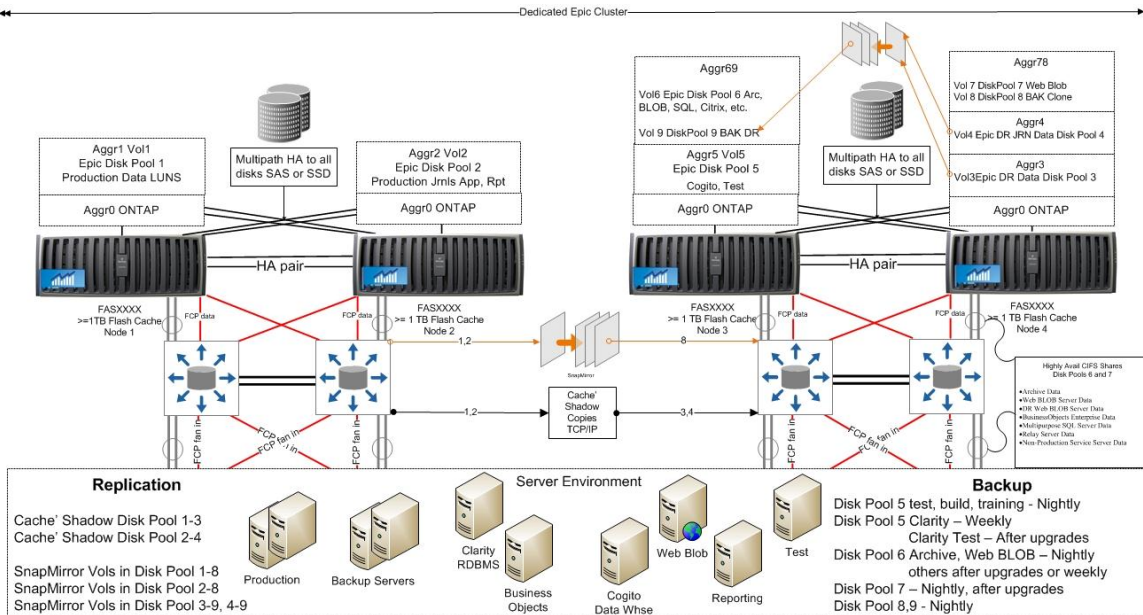 Dedicated Epic Cluster
Aggr1 Vol1
Epic Disk Pool 1
Production Data LUNS
Aggr0 ONTAP
Multipath HA to all
disks SAS or SSD
Aggr2 Vol2
Epic Disk Pool 2
Production Jrnls App, Rpt
Aggr0 ONTAP
Aggr69
Vol6 Epic Disk Pool 6 Arc,
BLOB, SQL, Citrix, etc.
Vol 9 DiskPool 9 BAK DR
Aggr5 Vol5
Epic Disk Pool 5
Cogito, Test
Aggr0 ONTAP
Multipath HA to all
disks SAS or SSD
Aggr78
Vol 7 DiskPool 7 Web Blob
Vol 8 DiskPool 8 BAK Clone
Aggr4
Vol4 Epic DR JRN Data Disk Pool 4
Aggr3
Vol3Epic DR Data Disk Pool 3
Aggr0 ONTAP
HA pair
HA pair
FASXXXX
>=1TB Flash Cache
Node 1
FCP data
FCP data
FASXXXX
>= 1 TB Flash Cache
Node 2
FASXXXX
>= 1 TB Flash Cache
Node 3
FCP data
FCP data
FASXXXX
>= 1 TB Flash Cache
Node 4
1,2
SnapMirror
8
1,2
Cache'
Shadow
Copies
TCP/IP
3,4
FCP fan in
FCP fan in
FCP fan in
FCP fan in
FCP fan in
FCP fan in
FCP fan in
FCP fan in
Highly Avail CIFS Shares
Disk Pools 6 and 7
•Archive Data
•Web BLOB Server Data
•DR Web BLOB Server Data
•BusinessObjects Enterprise Data
•Multipurpose SQL Server Data
•Relay Server Data
•Non-Production Service Server Data
Replication
Cache' Shadow Disk Pool 1-3
Cache' Shadow Disk Pool 2-4
SnapMirror Vols in Disk Pool 1-8
SnapMirror Vols in Disk Pool 2-8
SnapMirror Vols in Disk Pool 3-9, 4-9
Server Environment
Production
Backup Servers
Clarity
RDBMS
Business
Objects
Cogito
Data Whse
Web Blob
Reporting
Test
Backup
Disk Pool 5 test, build, training - Nightly
Disk Pool 5 Clarity – Weekly
Clarity Test – After upgrades
Disk Pool 6 Archive, Web BLOB – Nightly
others after upgrades or weekly
Disk Pool 7 – Nightly, after upgrades
Disk Pool 8,9 - Nightly